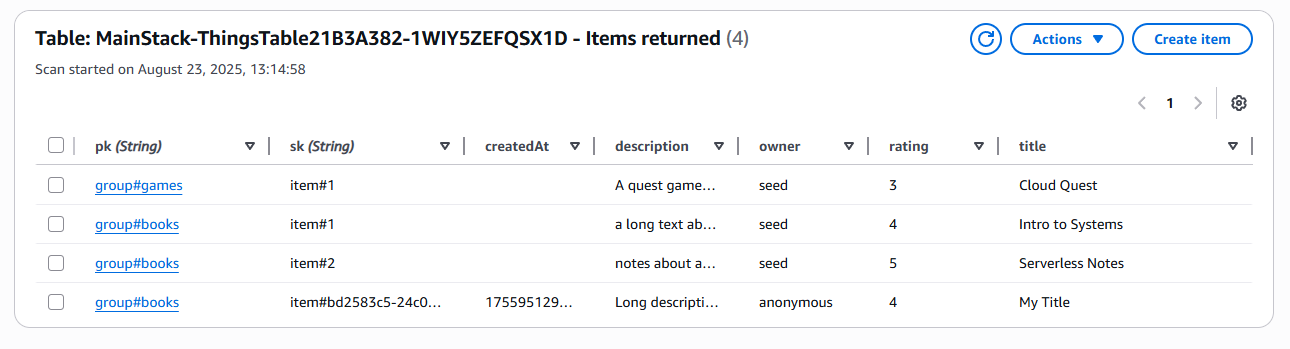 Table: MainStack-ThingsTable21B3A382-1WIY5ZEFQSX1D - Items returned (4)
Actions
Create item
Scan started on August 23, 2025, 13:14:58
1
pk (String) sk (String) createdAt description owner rating title
group#games item#1 A quest game… seed 3 Cloud Quest
group#books item#1 a long text ab… seed 4 Intro to Systems
group#books item#2 notes about a… seed 5 Serverless Notes
group#books item#bd2583c5-24c0… 175595129… Long descripti… anonymous 4 My Title